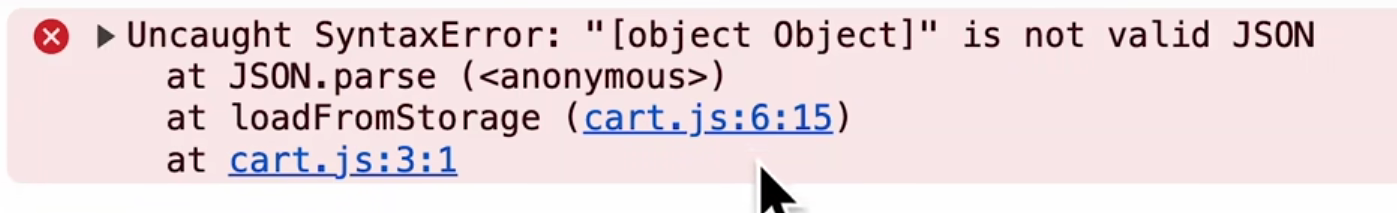 Uncaught SyntaxError: "[object Object]" is not valid JSON
at JSON.parse (<anonymous>)
at loadFromStorage (cart.js:6:15)
at cart.js:3:1